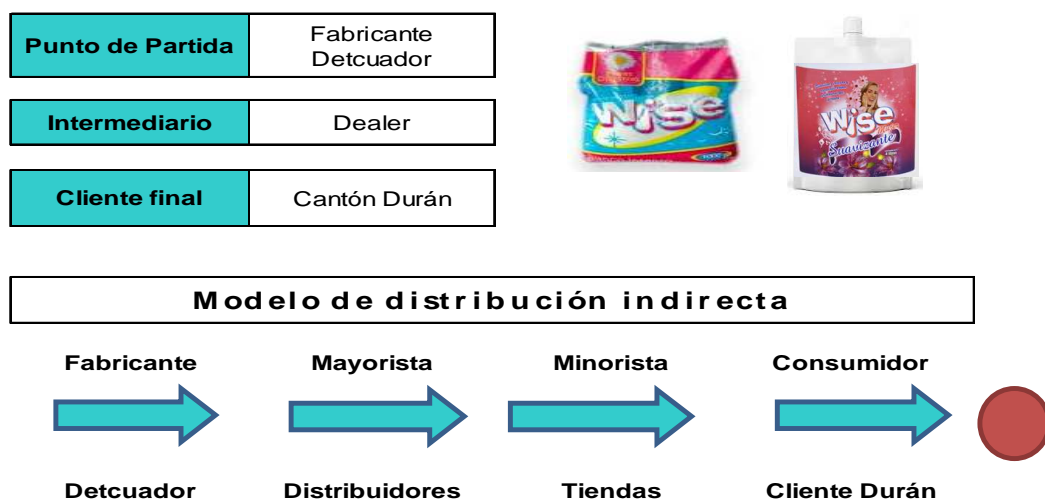 Punto de Partida
Fabricante
Detcuador
Intermediario
Dealer
Cliente final
Cantón Durán
Wise
Wise
Suavizante
Modelo de distribución indirecta
Fabricante
Mayorista
Minorista
Consumidor
Detcuador
Distribuidores
Tiendas
Cliente Durán